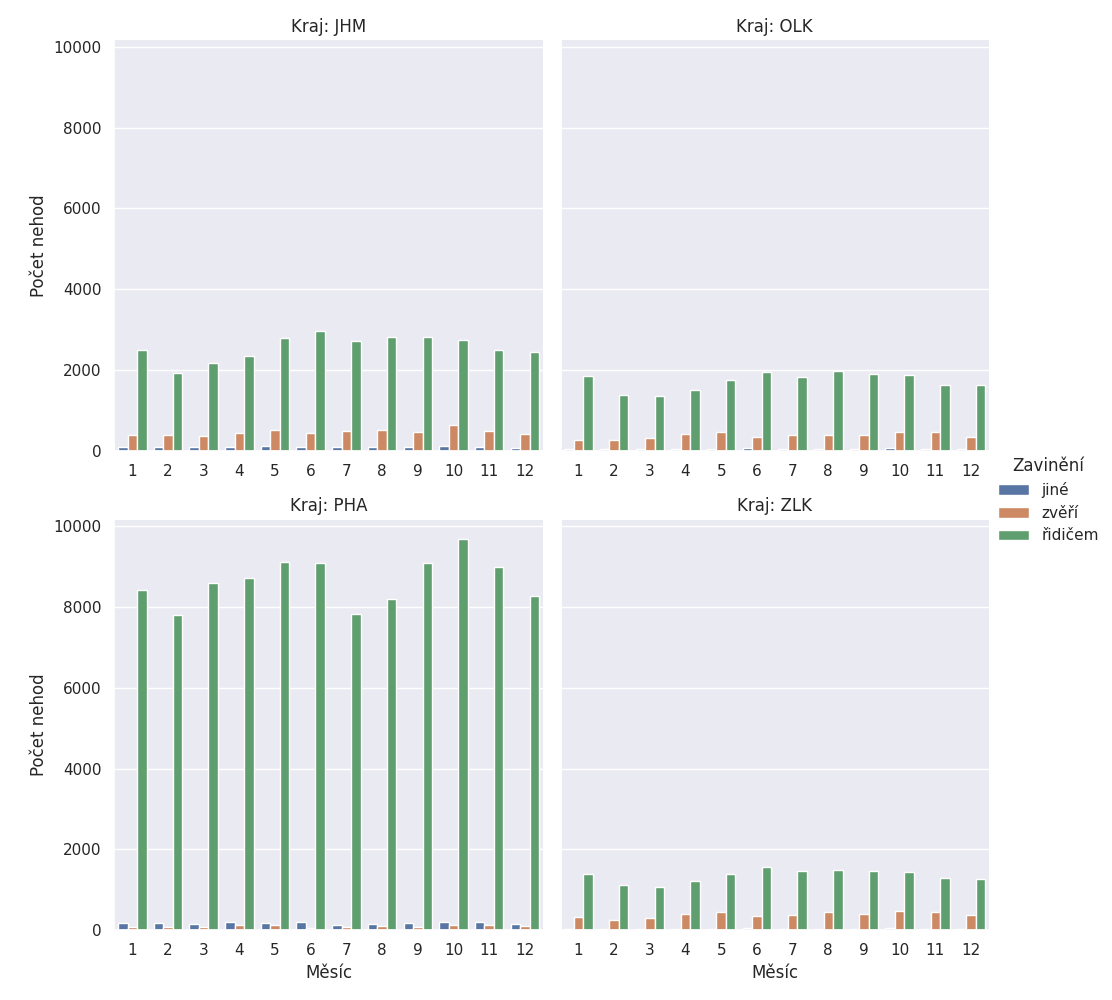 Kraj: JHM
Kraj: OLK
10000
8000
6000
4000
2000
0
Počet nehod
1 2 3 4 5 6 7 8 9 10 11 12
1 2 3 4 5 6 7 8 9 10 11 12
Zavinění
jiné
zvěří
řidičem
Kraj: PHA
Kraj: ZLK
10000
8000
6000
4000
2000
0
Počet nehod
1 2 3 4 5 6 7 8 9 10 11 12
1 2 3 4 5 6 7 8 9 10 11 12
Měsíc
Měsíc